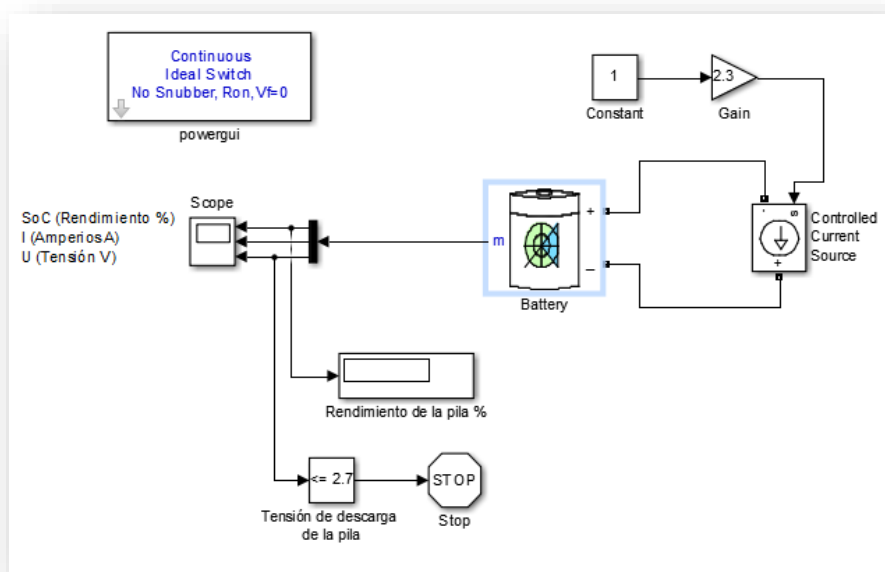 Continuous
Ideal Switch
No Snubber, Ron, Vf=0
powergui
1
Constant
2.3
Gain
Scope
SoC (Rendimiento %)
I (AmperiosA)
U (Tensión V)
m
+
–
Battery
-
s
+
Controlled
Current
Source
Rendimiento de la pila %
<= 2.7
Tensión de descarga
de la pila
STOP
Stop